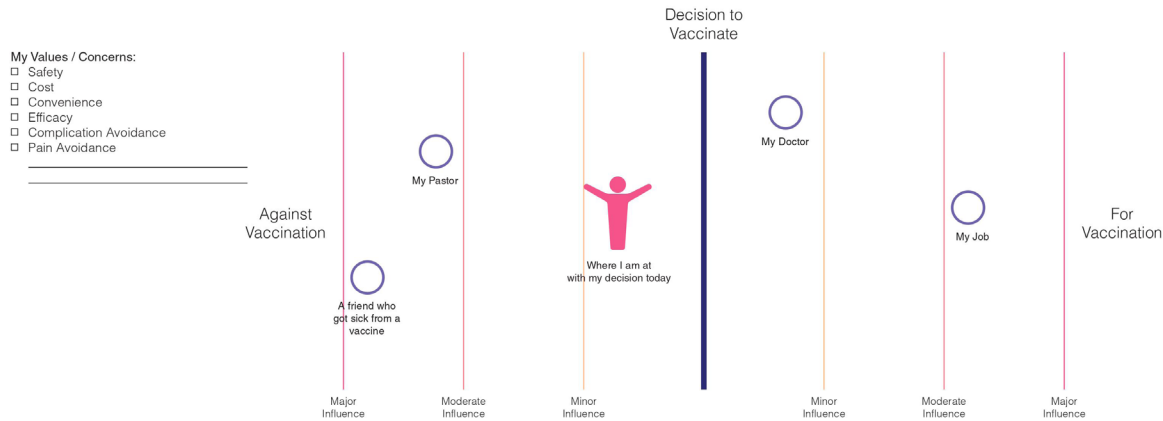 Decision to
Vaccinate
My Values / Concerns:
Safety
Cost
Convenience
Efficacy
Complication Avoidance
Pain Avoidance
My Doctor
My Pastor
Against
Vaccination
For
Vaccination
My Job
Where I am at
with my decision today
A friend who
got sick from a
vaccine
Major
Influence
Moderate
Influence
Minor
Influence
Minor
Influence
Moderate
Influence
Major
Influence